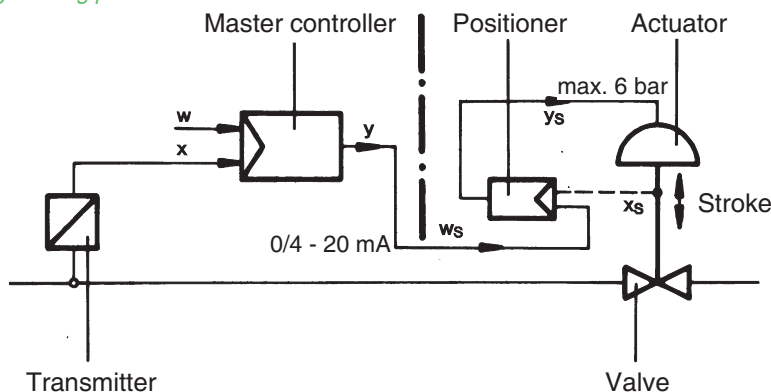 Master controller
Positioner
Actuator
max. 6 bar
w
y
ys
x
xs
Stroke
ws
0/4 - 20 mA
Transmitter
Valve